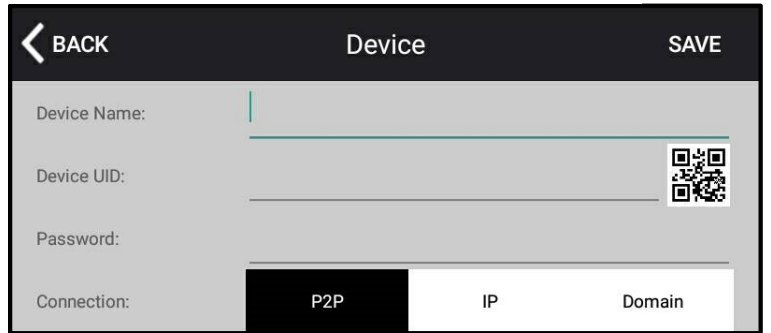 BACK Device SAVE
Device Name:
Device UID:
Password:
Connection: P2P IP Domain